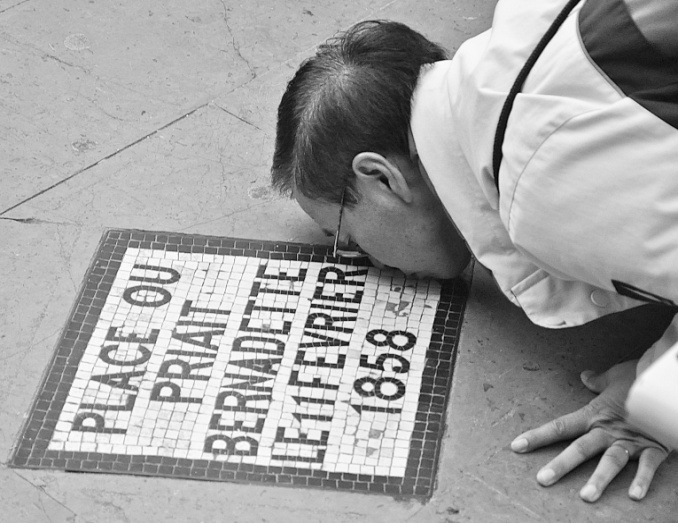 PLACE OU
PRIAIT
BERNADETTE
LE 11 FEVRIER
1858